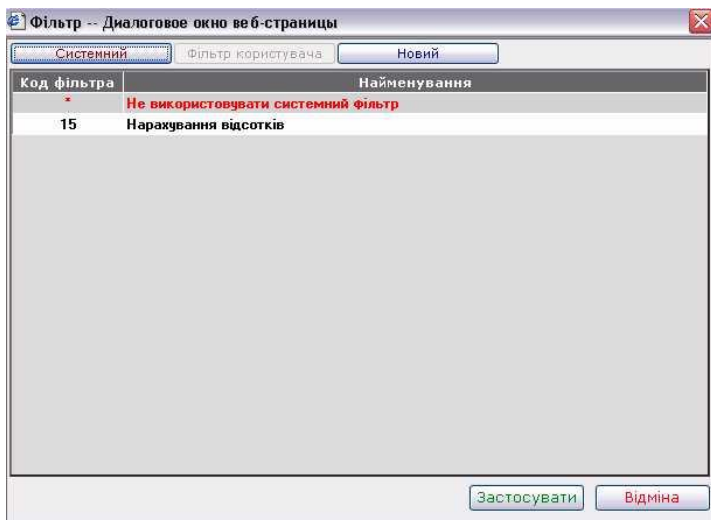 Фільтр -- Диалоговое окно веб-страницы
Системний Фільтр користувача Новий
Код фільтра Найменування
* Не використовувати системний фільтр
15 Нарахування відсотків
Застосувати Відміна